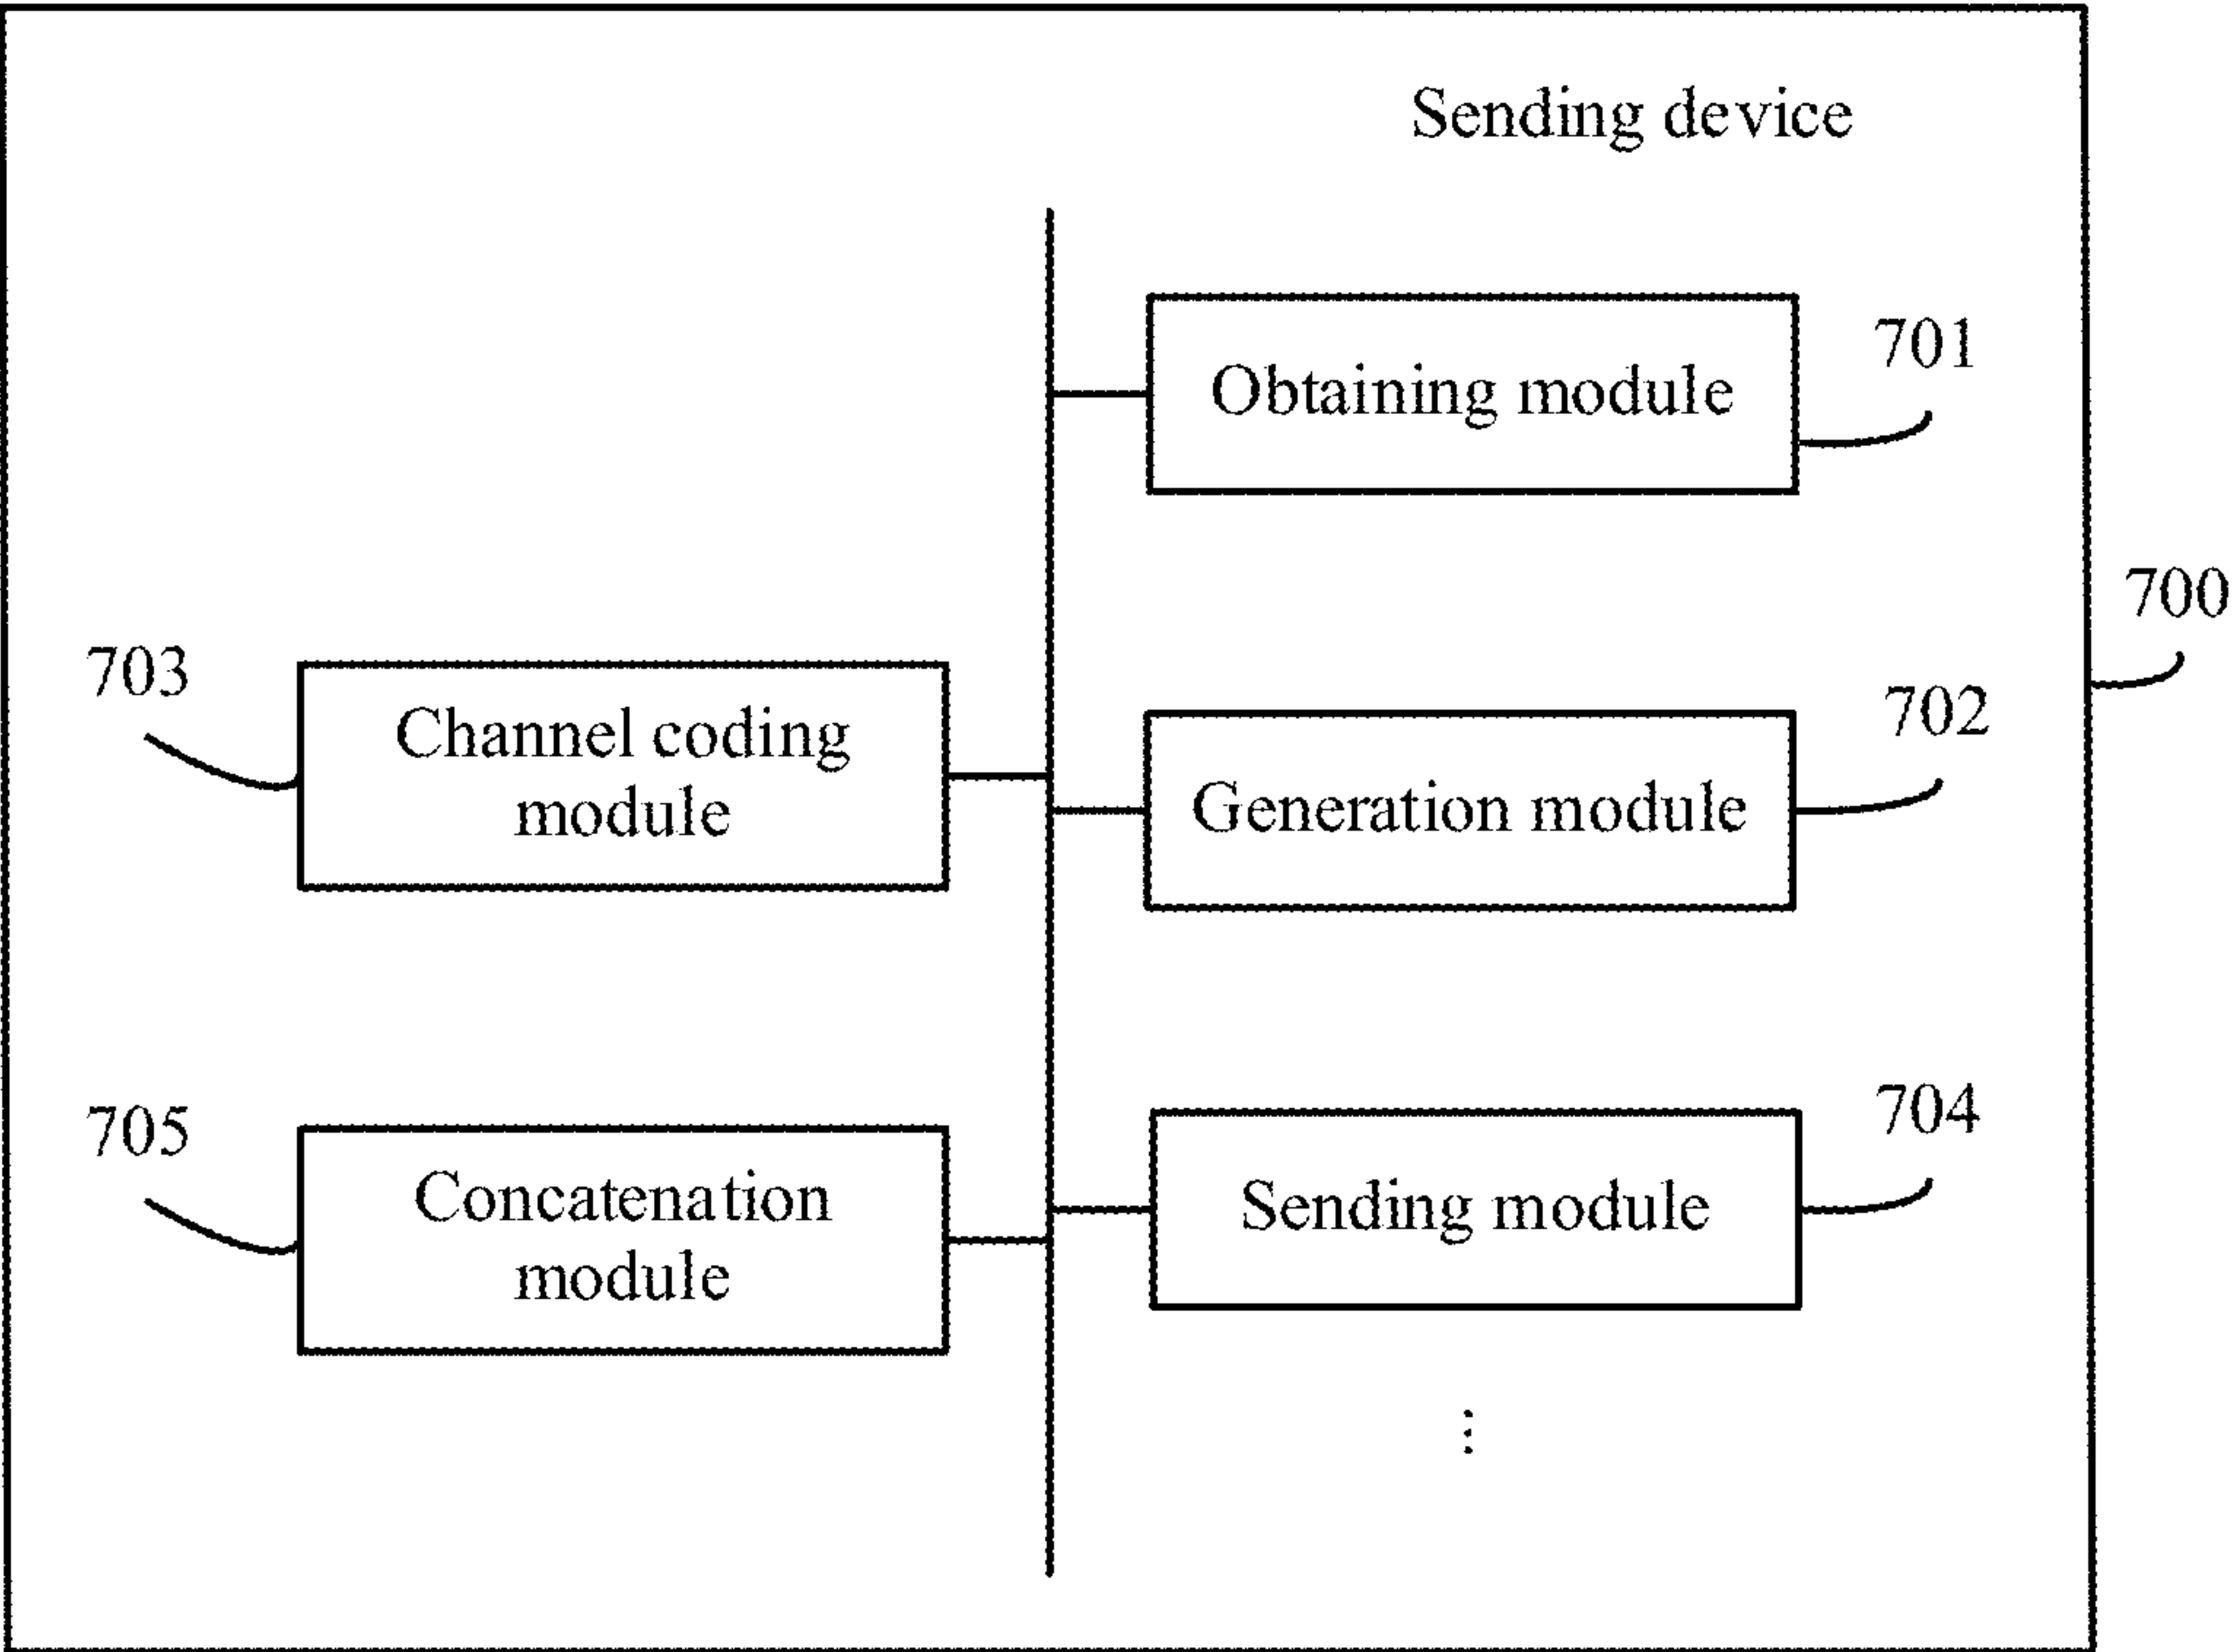 Sending device
701
Obtaining module
700
703
Channel coding
module
702
Generation module
705
Concatenation
module
704
Sending module
⋮